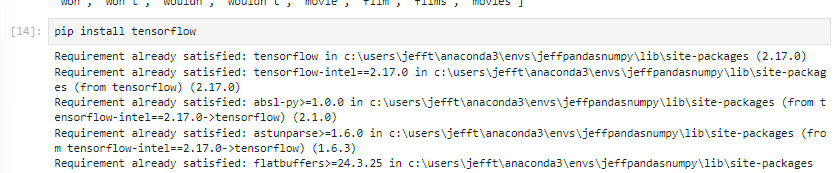 "won", "won't", "wouldn", "wouldn't", "movie", "film", "films", "movies"]
[14]: pip install tensorflow
Requirement already satisfied: tensorflow in c:\users\jefft\anaconda3\envs\jeffpandasnumpy\lib\site-packages (2.17.0)
Requirement already satisfied: tensorflow-intel==2.17.0 in c:\users\jefft\anaconda3\envs\jeffpandasnumpy\lib\site-packag
es (from tensorflow) (2.17.0)
Requirement already satisfied: absl-py>=1.0.0 in c:\users\jefft\anaconda3\envs\jeffpandasnumpy\lib\site-packages (from t
ensorflow-intel==2.17.0->tensorflow) (2.1.0)
Requirement already satisfied: astunparse>=1.6.0 in c:\users\jefft\anaconda3\envs\jeffpandasnumpy\lib\site-packages (fro
m tensorflow-intel==2.17.0->tensorflow) (1.6.3)
Requirement already satisfied: flatbuffers>=24.3.25 in c:\users\jefft\anaconda3\envs\jeffpandasnumpy\lib\site-packages